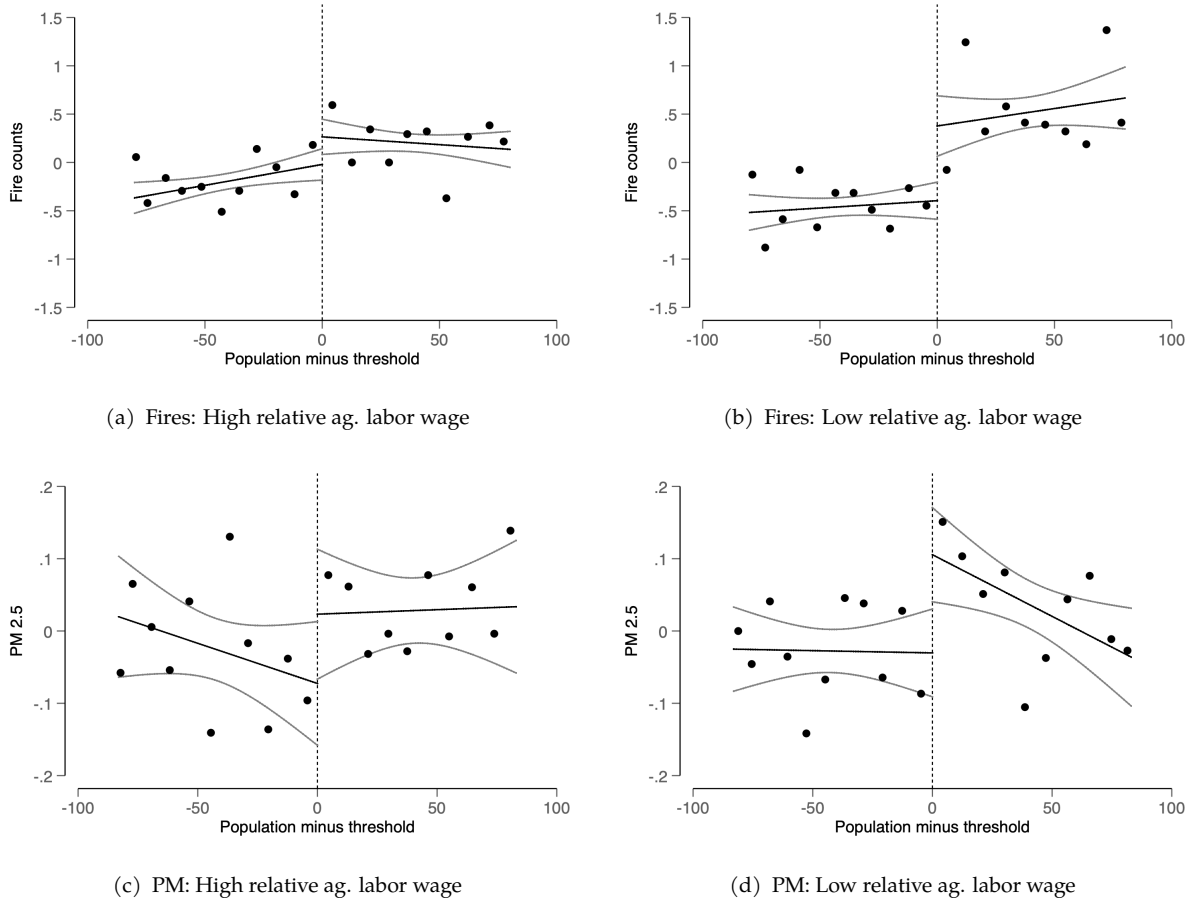 1.5
1
.5
0
-.5
-1
-1.5
Fire counts
-100 -50 0 50 100
Population minus threshold
(a) Fires: High relative ag. labor wage
1.5
1
.5
0
-.5
-1
-1.5
Fire counts
-100 -50 0 50 100
Population minus threshold
(b) Fires: Low relative ag. labor wage
.2
.1
0
-.1
-.2
PM 2.5
-100 -50 0 50 100
Population minus threshold
(c) PM: High relative ag. labor wage
.2
.1
0
-.1
-.2
PM 2.5
-100 -50 0 50 100
Population minus threshold
(d) PM: Low relative ag. labor wage